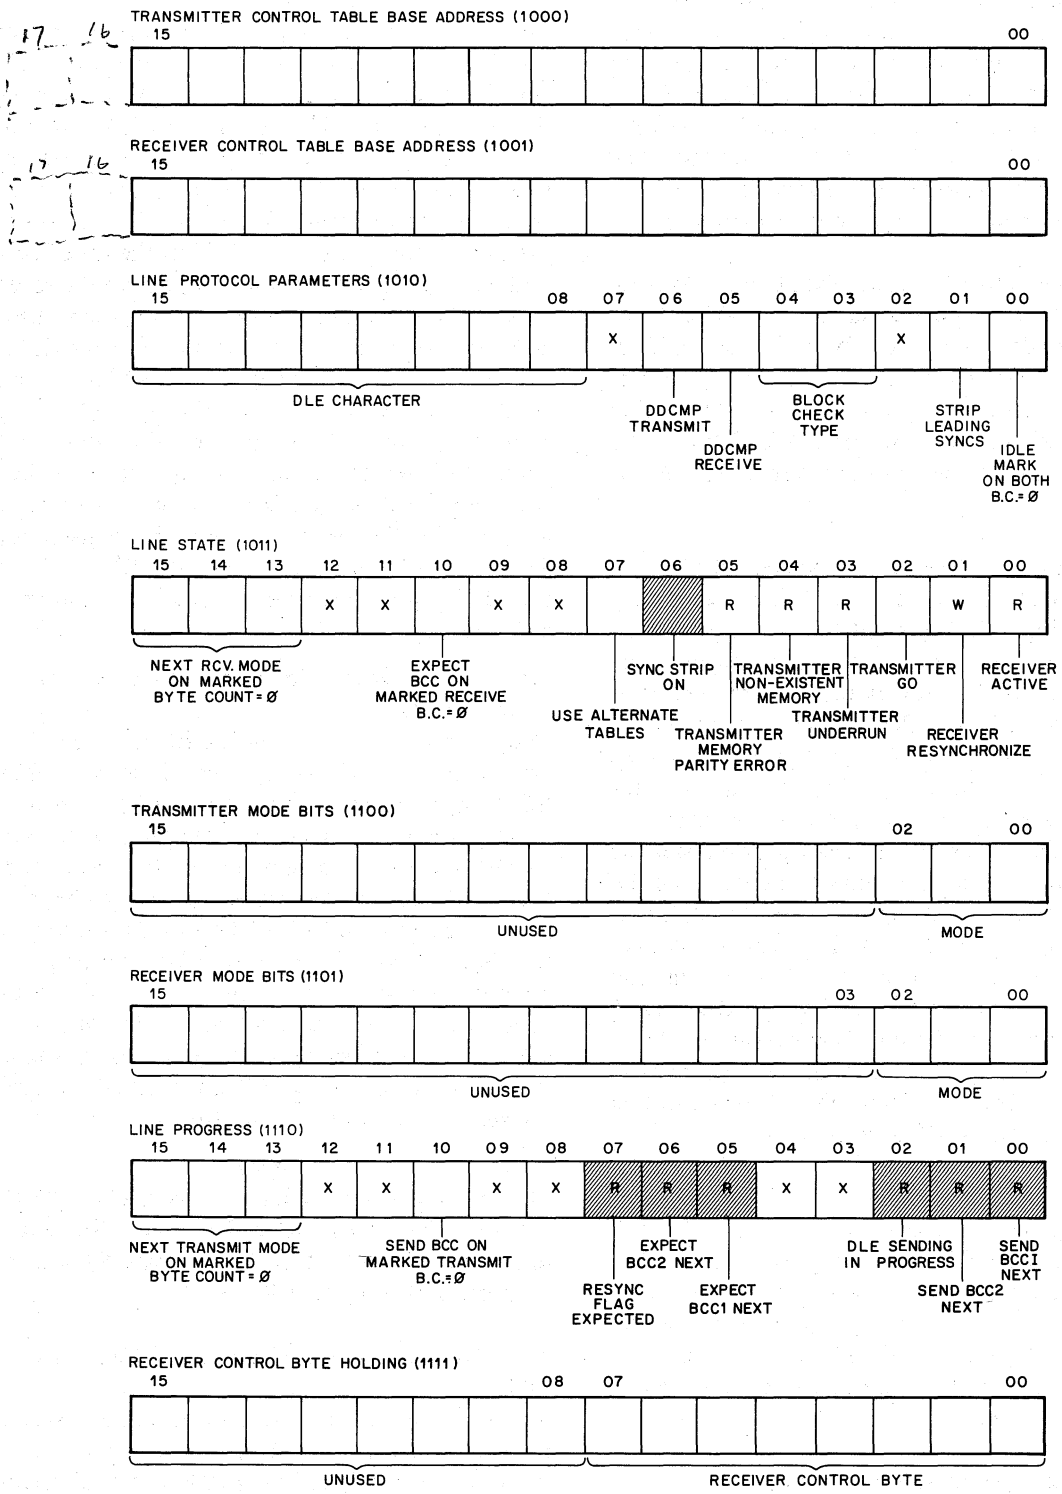 TRANSMITTER CONTROL TABLE BASE ADDRESS (1000)
17 16 15 00
RECEIVER CONTROL TABLE BASE ADDRESS (1001)
17 16 15 00
LINE PROTOCOL PARAMETERS (1010)
15 08 07 06 05 04 03 02 01 00
X X
DLE CHARACTER
DDCMP
TRANSMIT
DDCMP
RECEIVE
BLOCK
CHECK
TYPE
STRIP
LEADING
SYNCS
IDLE
MARK
ON BOTH
B.C.=Ø
LINE STATE (1011)
15 14 13 12 11 10 09 08 07 06 05 04 03 02 01 00
X X X X R R R W R
NEXT RCV. MODE
ON MARKED
BYTE COUNT=Ø
EXPECT
BCC ON
MARKED RECEIVE
B.C.=Ø
USE ALTERNATE
TABLES
SYNC STRIP
ON
TRANSMITTER
MEMORY
PARITY ERROR
TRANSMITTER
NON-EXISTENT
MEMORY
TRANSMITTER
UNDERRUN
TRANSMITTER
GO
RECEIVER
RESYNCHRONIZE
RECEIVER
ACTIVE
TRANSMITTER MODE BITS (1100)
15 02 00
UNUSED MODE
RECEIVER MODE BITS (1101)
15 03 02 00
UNUSED MODE
LINE PROGRESS (1110)
15 14 13 12 11 10 09 08 07 06 05 04 03 02 01 00
X X X X R R R X X R R R
NEXT TRANSMIT MODE
ON MARKED
BYTE COUNT=Ø
SEND BCC ON
MARKED TRANSMIT
B.C.=Ø
RESYNC
FLAG
EXPECTED
EXPECT
BCC2 NEXT
EXPECT
BCC1 NEXT
DLE SENDING
IN PROGRESS
SEND BCC2
NEXT
SEND
BCC1
NEXT
RECEIVER CONTROL BYTE HOLDING (1111)
15 08 07 00
UNUSED RECEIVER CONTROL BYTE